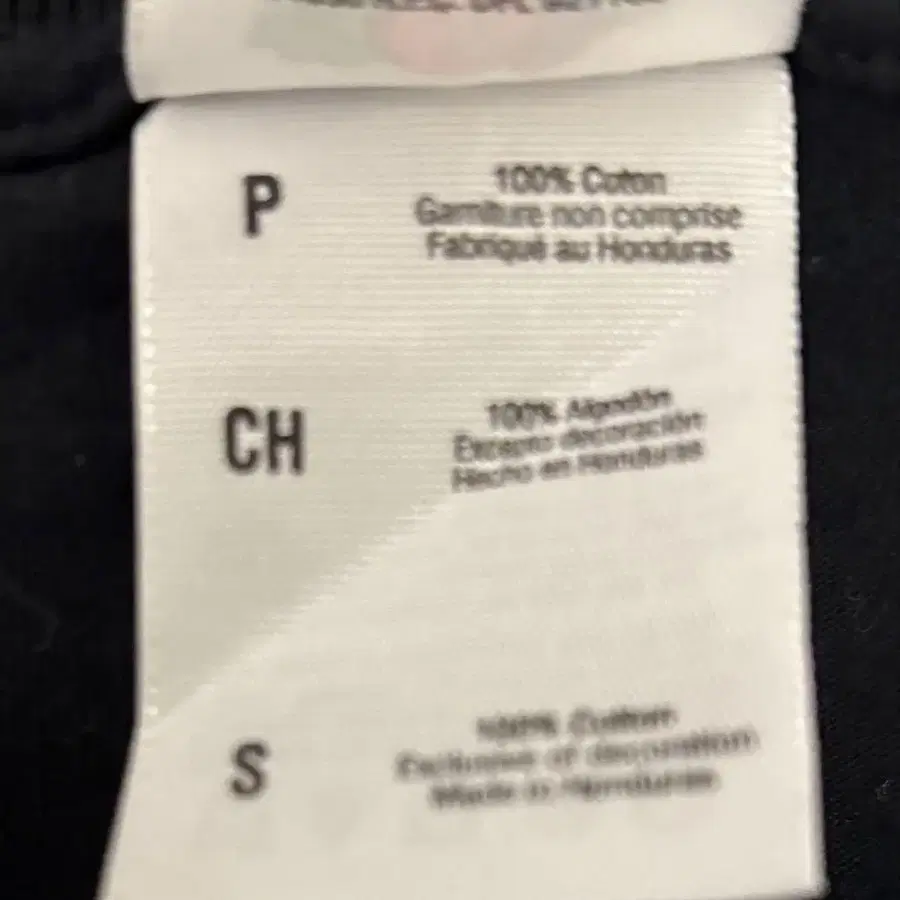 P
100% Coton
Garniture non comprise
Fabriqué au Honduras
CH
100% Algodón
Excepto decoración
Hecho en Honduras
S
100% Cotton
Exclusive of decoration
Made in Honduras